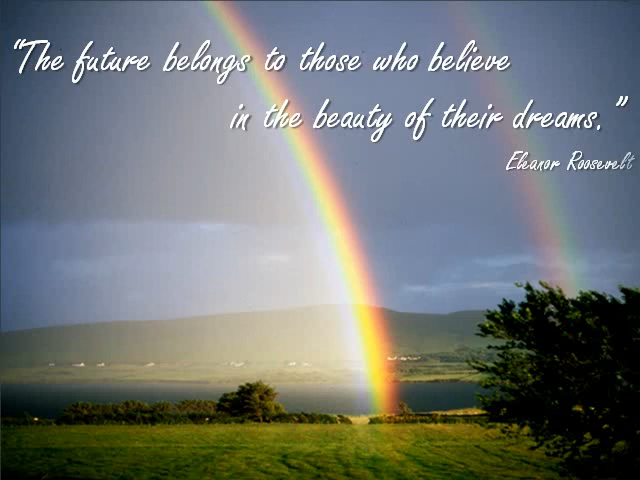 “The future belongs to those who believe
in the beauty of their dreams.”
Eleanor Roosevelt